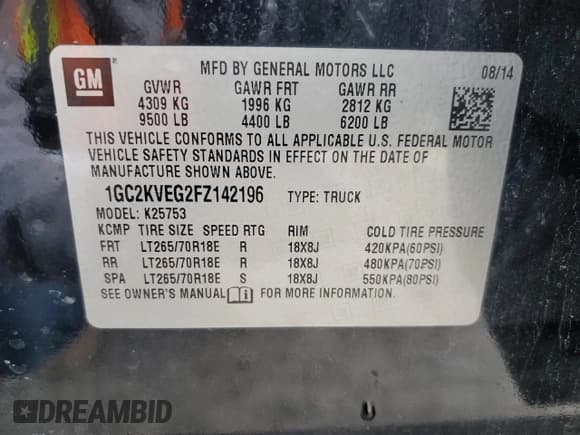 GM
MFD BY GENERAL MOTORS LLC 08/14
GVWR GAWR FRT GAWR RR
4309 KG 1996 KG 2812 KG
9500 LB 4400 LB 6200 LB
THIS VEHICLE CONFORMS TO ALL APPLICABLE U.S. FEDERAL MOTOR
VEHICLE SAFETY STANDARDS IN EFFECT ON THE DATE OF
MANUFACTURE SHOWN ABOVE.
1GC2KVEG2FZ142196 TYPE: TRUCK
MODEL: K25753
KCMP TIRE SIZE SPEED RTG RIM COLD TIRE PRESSURE
FRT LT265/70R18E R 18X8J 420KPA(60PSI)
RR LT265/70R18E R 18X8J 480KPA(70PSI)
SPA LT265/70R18E S 18X8J 550KPA(80PSI)
SEE OWNER'S MANUAL i FOR MORE INFORMATION.
DREAMBID